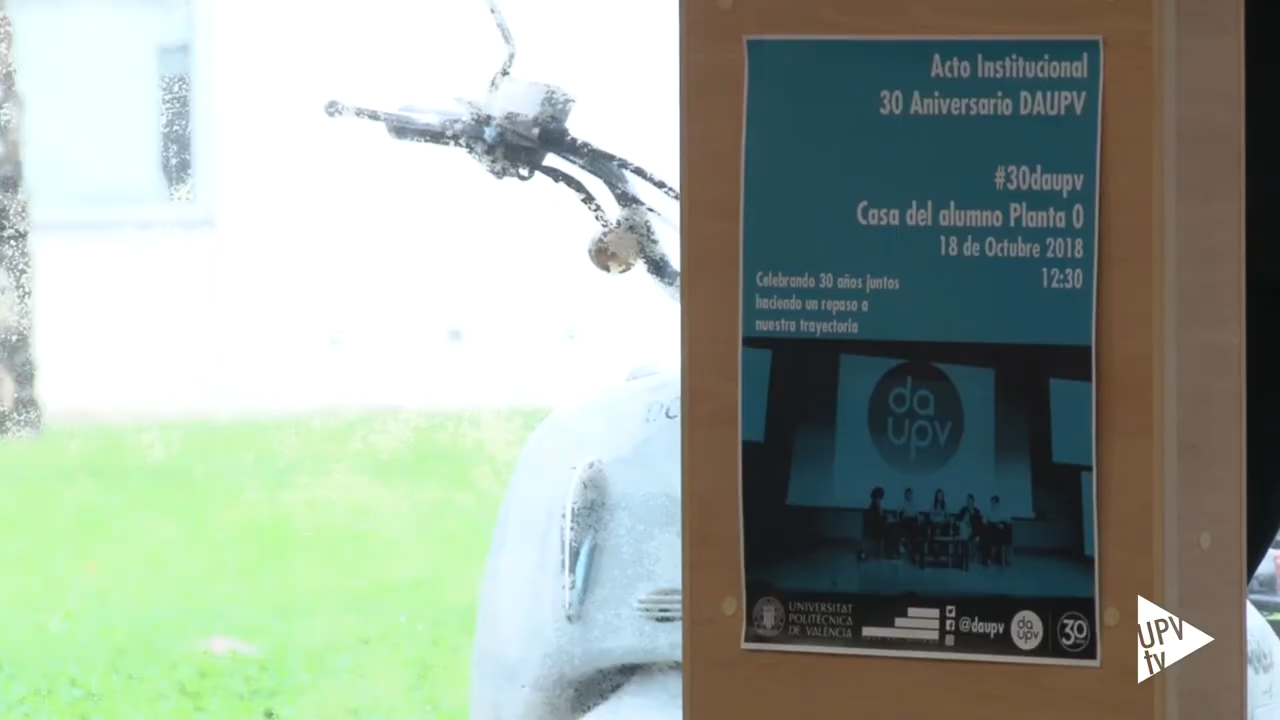 Acto Institucional
30 Aniversario DAUPV
#30daupv
Casa del alumno Planta 0
18 de Octubre 2018
12:30
Celebrando 30 años juntos
haciendo un repaso a
nuestra trayectoria
da
upv
UNIVERSITAT
POLITÈCNICA
DE VALÈNCIA
@daupv
da
upv
30
UPV
tv